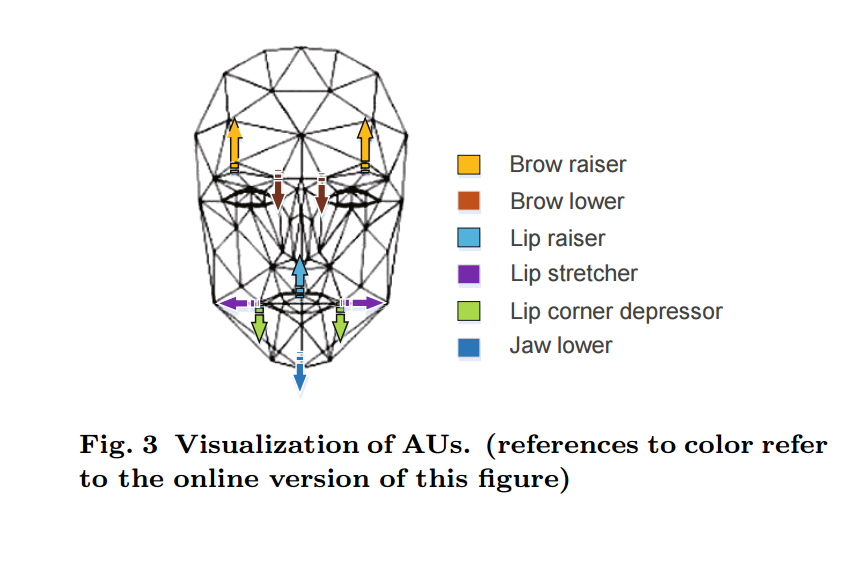 Brow raiser
Brow lower
Lip raiser
Lip stretcher
Lip corner depressor
Jaw lower
Fig. 3 Visualization of AUs. (references to color refer
to the online version of this figure)